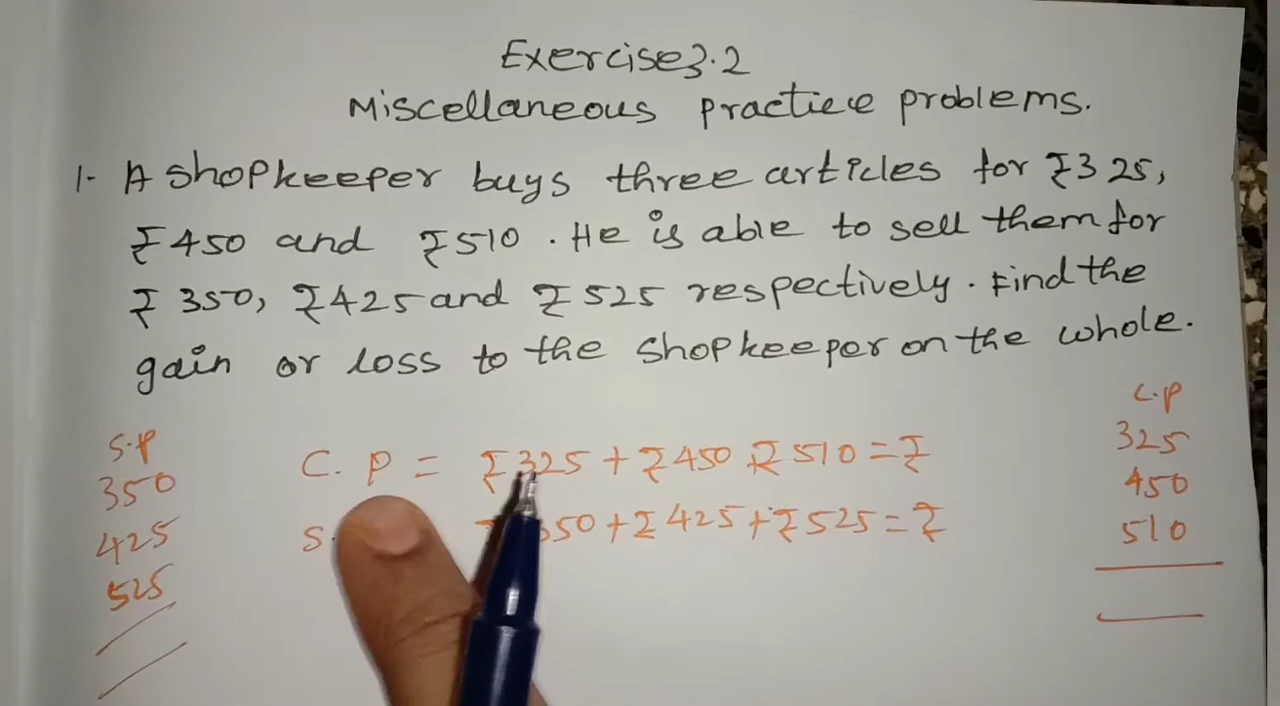 Exercise 3.2
Miscellaneous practice problems.
1- A shopkeeper buys three articles for ₹325,
₹450 and ₹510. He is able to sell them for
₹350, ₹425 and ₹525 respectively. Find the
gain or loss to the shopkeeper on the whole.
S.P
350
425
525
C.P = ₹325 + ₹450 + ₹510 = ₹
S. 350 + ₹425 + ₹525 = ₹
C.P
325
450
510